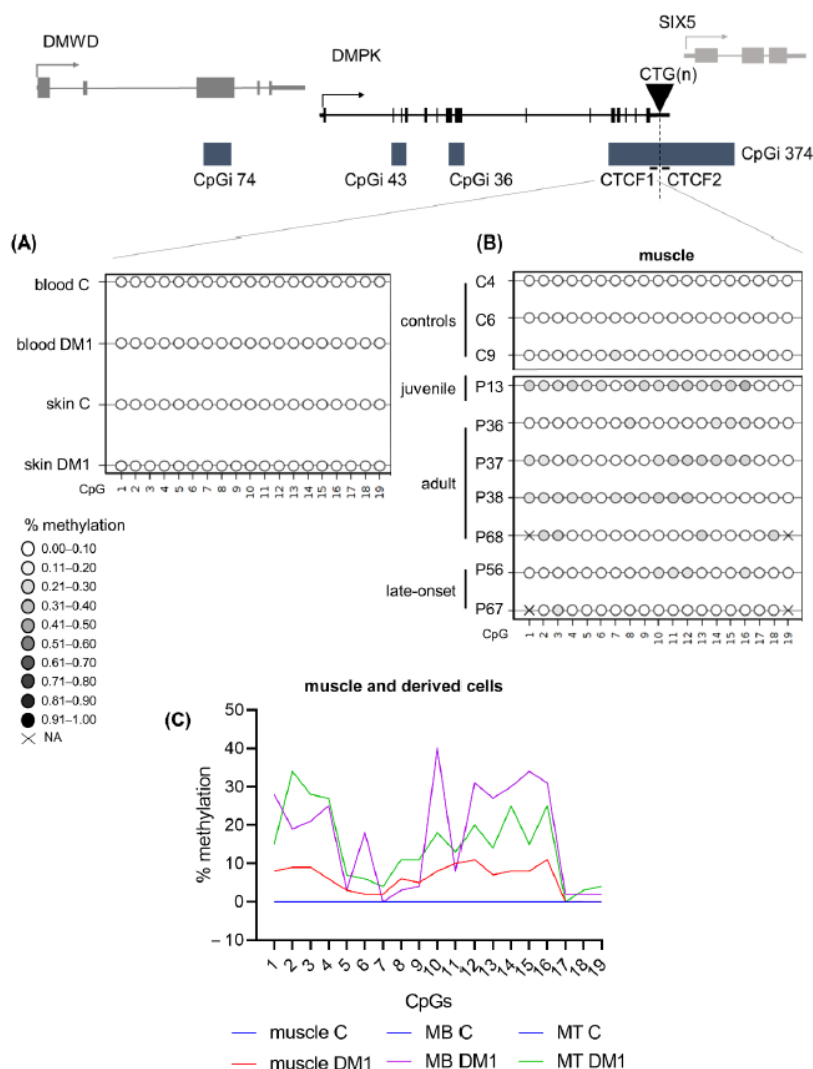 SIX5
DMWD
DMPK
CTG(n)
CpGi 74
CpGi 43
CpGi 36
CTCF1
CTCF2
CpGi 374
(A)
blood C
blood DM1
skin C
skin DM1
CpG
1 2 3 4 5 6 7 8 9 10 11 12 13 14 15 16 17 18 19
% methylation
0.00–0.10
0.11–0.20
0.21–0.30
0.31–0.40
0.41–0.50
0.51–0.60
0.61–0.70
0.71–0.80
0.81–0.90
0.91–1.00
NA
(B)
muscle
controls
C4
C6
C9
juvenile
P13
adult
P36
P37
P38
P68
late-onset
P56
P67
CpG
1 2 3 4 5 6 7 8 9 10 11 12 13 14 15 16 17 18 19
muscle and derived cells
(C)
% methylation
50
40
30
20
10
0
– 10
1 2 3 4 5 6 7 8 9 10 11 12 13 14 15 16 17 18 19
CpGs
muscle C MB C MT C
muscle DM1 MB DM1 MT DM1